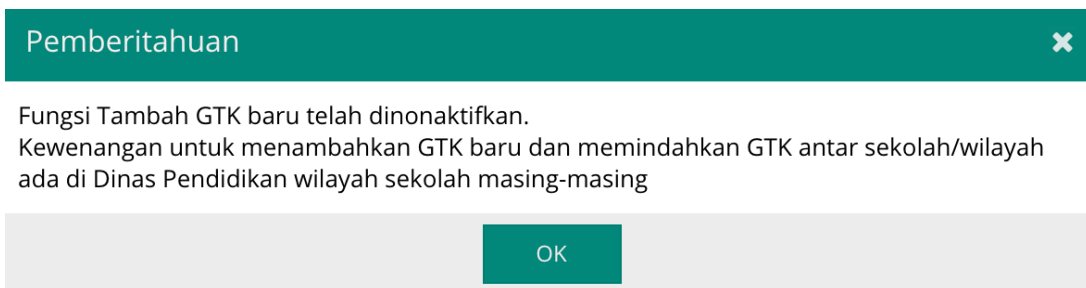 Pemberitahuan
Fungsi Tambah GTK baru telah dinonaktifkan.
Kewenangan untuk menambahkan GTK baru dan memindahkan GTK antar sekolah/wilayah
ada di Dinas Pendidikan wilayah sekolah masing-masing
OK